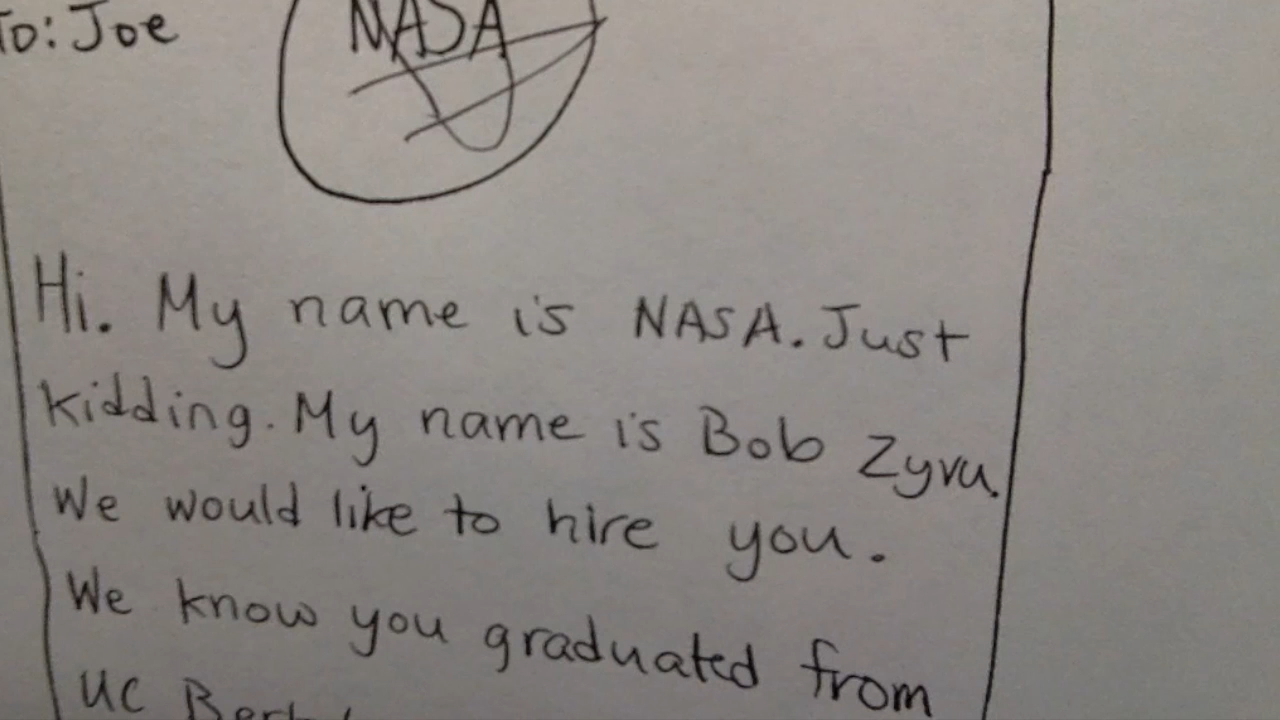 To: Joe
NASA
Hi. My name is NASA. Just
kidding. My name is Bob Zyvu.
We would like to hire you.
We know you graduated from
UC